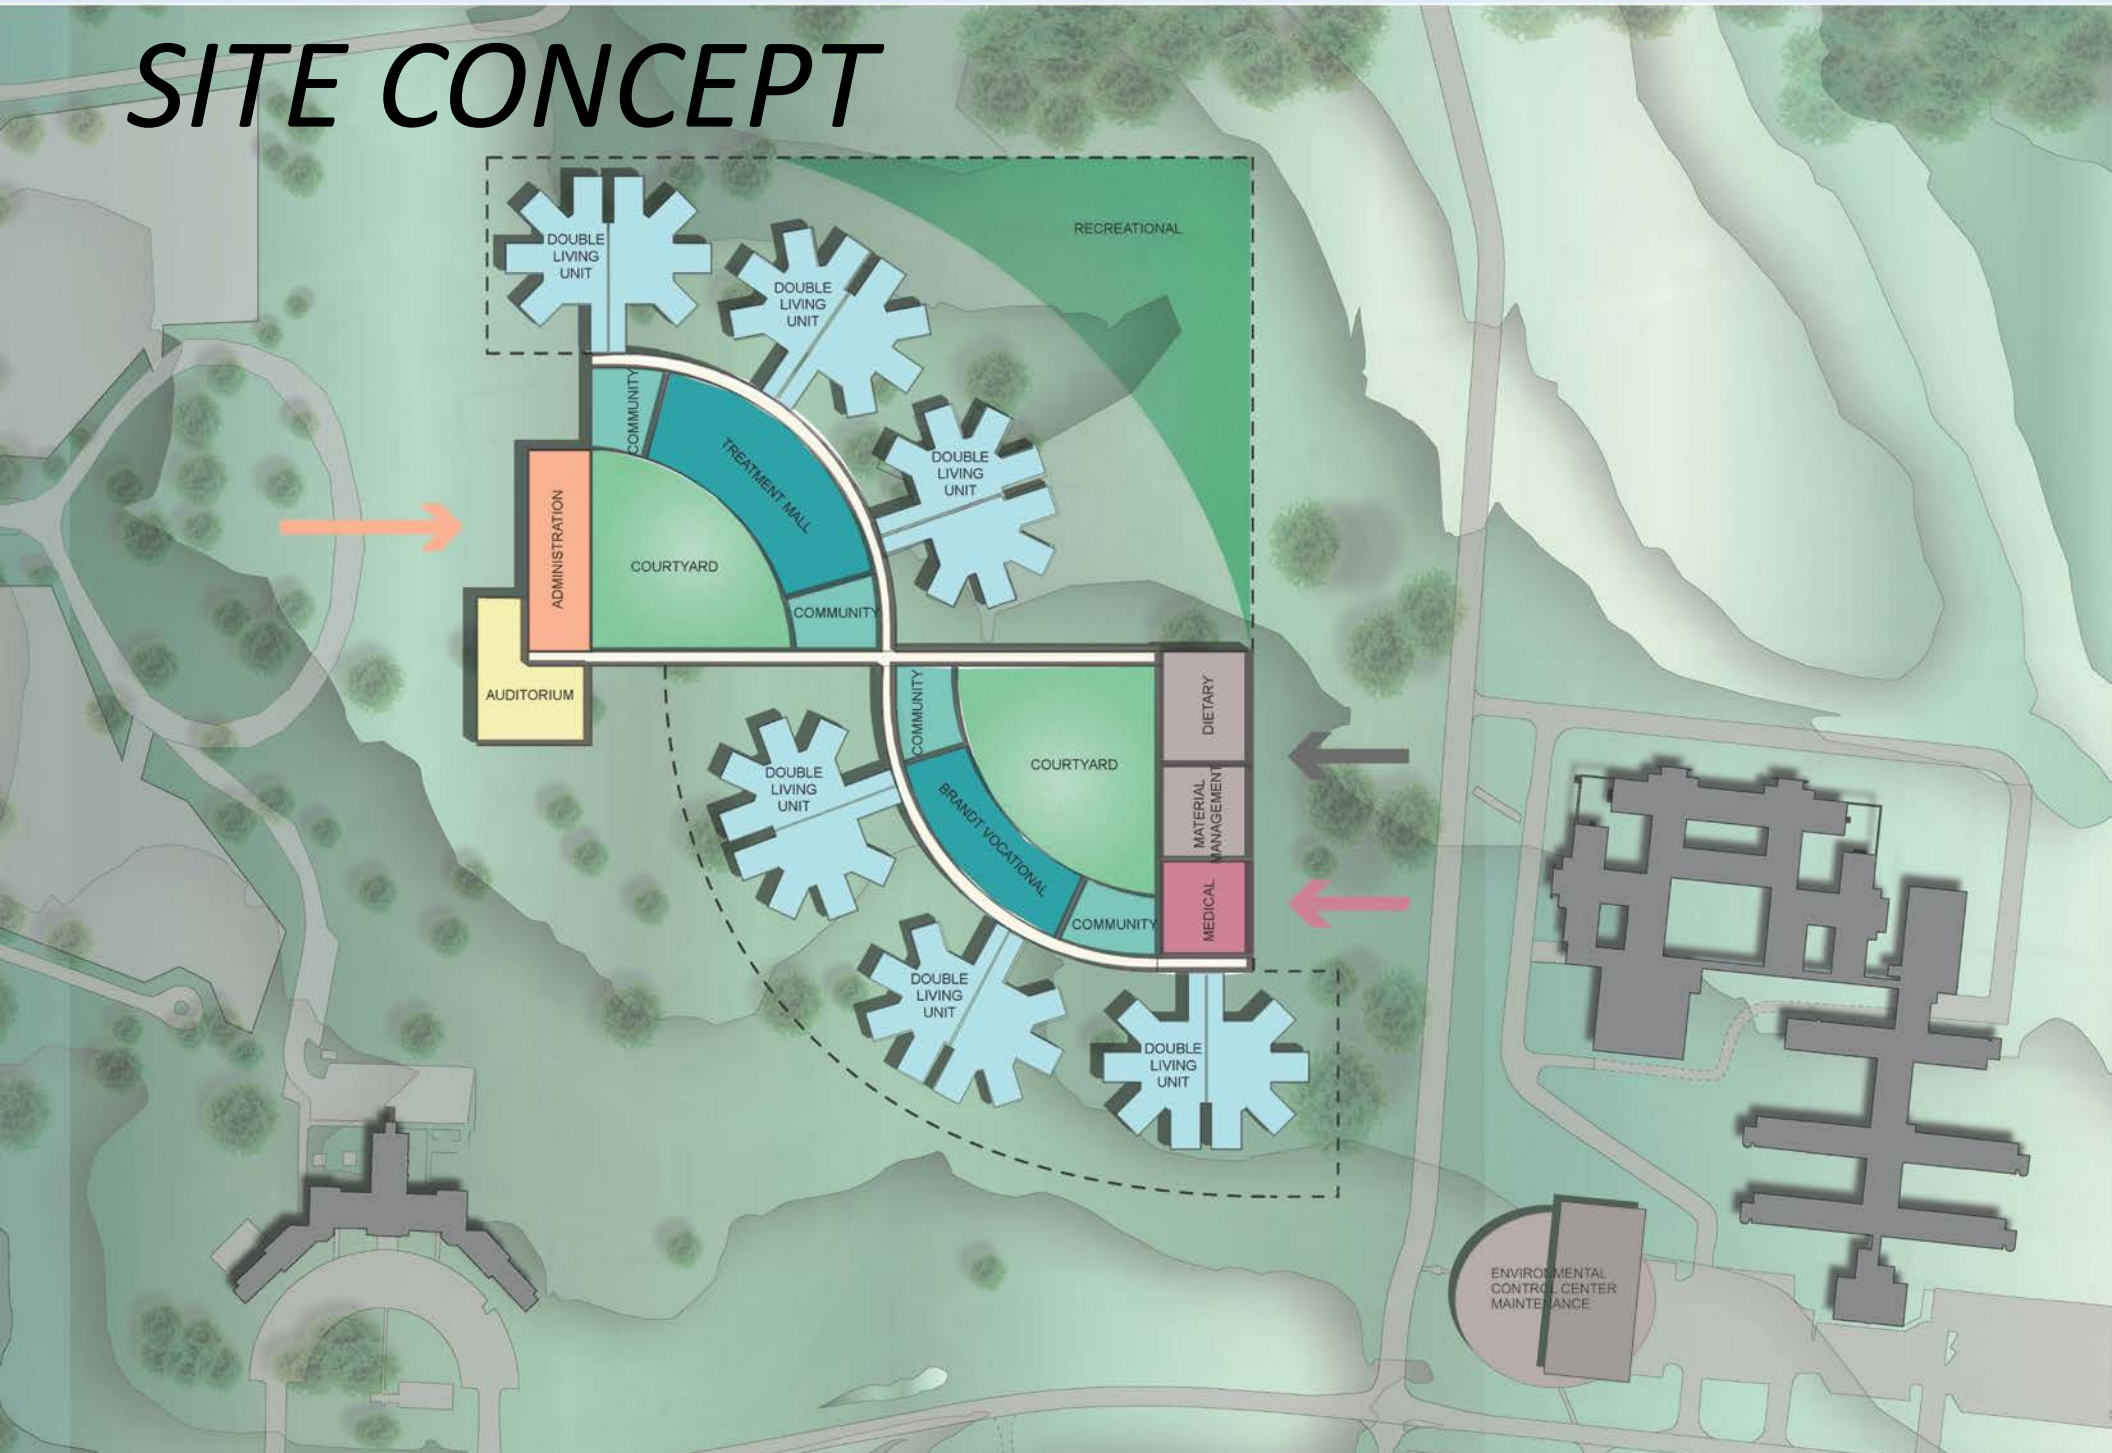 SITE CONCEPT
RECREATIONAL
DOUBLE
LIVING
UNIT
DOUBLE
LIVING
UNIT
DOUBLE
LIVING
UNIT
COMMUNITY
TREATMENT MALL
COMMUNITY
COURTYARD
ADMINISTRATION
AUDITORIUM
COMMUNITY
COURTYARD
BRANDT VOCATIONAL
COMMUNITY
DIETARY
MATERIAL
MANAGEMENT
MEDICAL
DOUBLE
LIVING
UNIT
DOUBLE
LIVING
UNIT
DOUBLE
LIVING
UNIT
ENVIRONMENTAL
CONTROL CENTER
MAINTENANCE